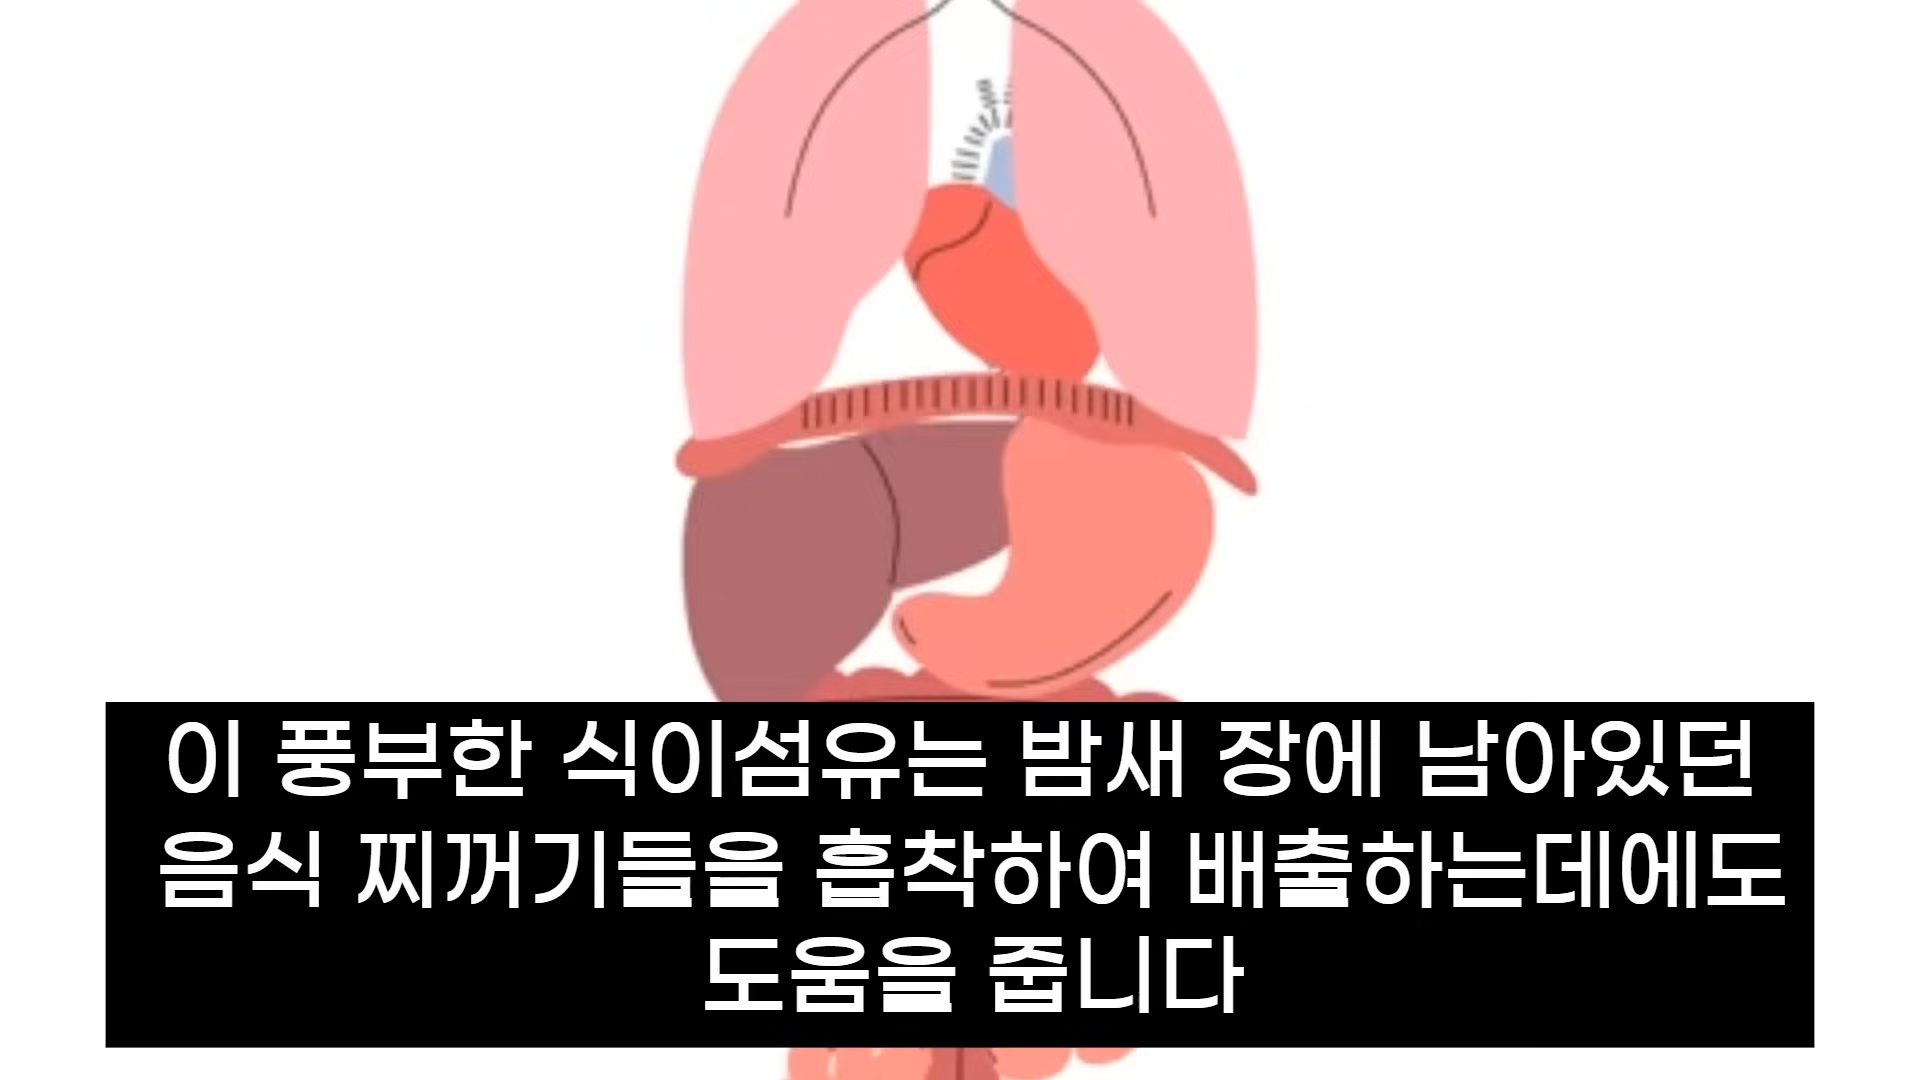 이 풍부한 식이섬유는 밤새 장에 남아있던
음식 찌꺼기들을 흡착하여 배출하는데에도
도움을 줍니다